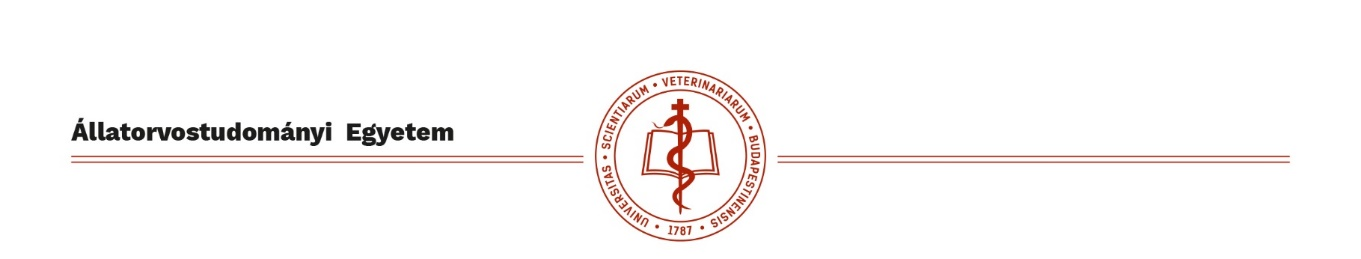 Állatorvostudományi Egyetem
UNIVERSITAS • SCIENTIARUM • VETERINARIARUM • BUDAPESTINENSIS • 1787 •